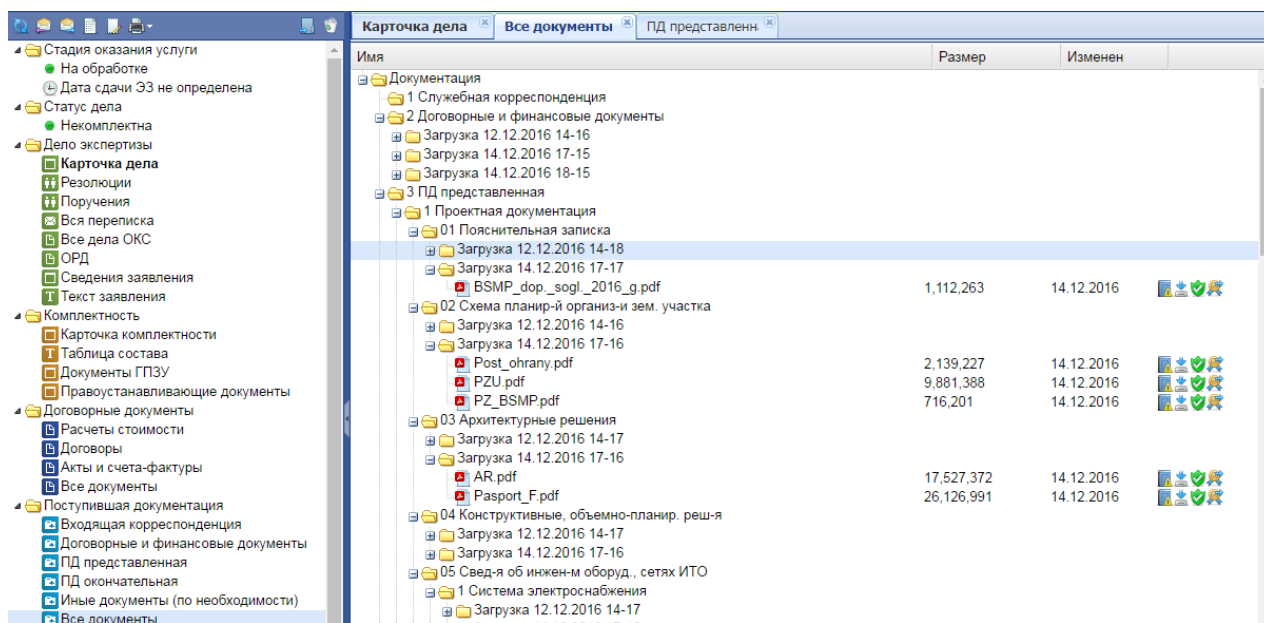 Стадия оказания услуги
На обработке
Дата сдачи ЭЗ не определена
Статус дела
Некомплектна
Дело экспертизы
Карточка дела
Резолюции
Поручения
Вся переписка
Все дела ОКС
ОРД
Сведения заявления
Текст заявления
Комплектность
Карточка комплектности
Таблица состава
Документы ГПЗУ
Правоустанавливающие документы
Договорные документы
Расчеты стоимости
Договоры
Акты и счета-фактуры
Все документы
Поступившая документация
Входящая корреспонденция
Договорные и финансовые документы
ПД представленная
ПД окончательная
Иные документы (по необходимости)
Все документы
Карточка дела Все документы ПД представленн
Имя Размер Изменен
Документация
1 Служебная корреспонденция
2 Договорные и финансовые документы
Загрузка 12.12.2016 14-16
Загрузка 14.12.2016 17-15
Загрузка 14.12.2016 18-15
3 ПД представленная
1 Проектная документация
01 Пояснительная записка
Загрузка 12.12.2016 14-18
Загрузка 14.12.2016 17-17
BSMP_dop._sogl._2016_g.pdf 1,112,263 14.12.2016
02 Схема планир-й организ-и зем. участка
Загрузка 12.12.2016 14-16
Загрузка 14.12.2016 17-16
Post_ohrany.pdf 2,139,227 14.12.2016
PZU.pdf 9,881,388 14.12.2016
PZ_BSMP.pdf 716,201 14.12.2016
03 Архитектурные решения
Загрузка 12.12.2016 14-17
Загрузка 14.12.2016 17-16
AR.pdf 17,527,372 14.12.2016
Pasport_F.pdf 26,126,991 14.12.2016
04 Конструктивные, объемно-планир. реш-я
Загрузка 12.12.2016 14-17
Загрузка 14.12.2016 17-16
05 Свед-я об инжен-м оборуд., сетях ИТО
1 Система электроснабжения
Загрузка 12.12.2016 14-17